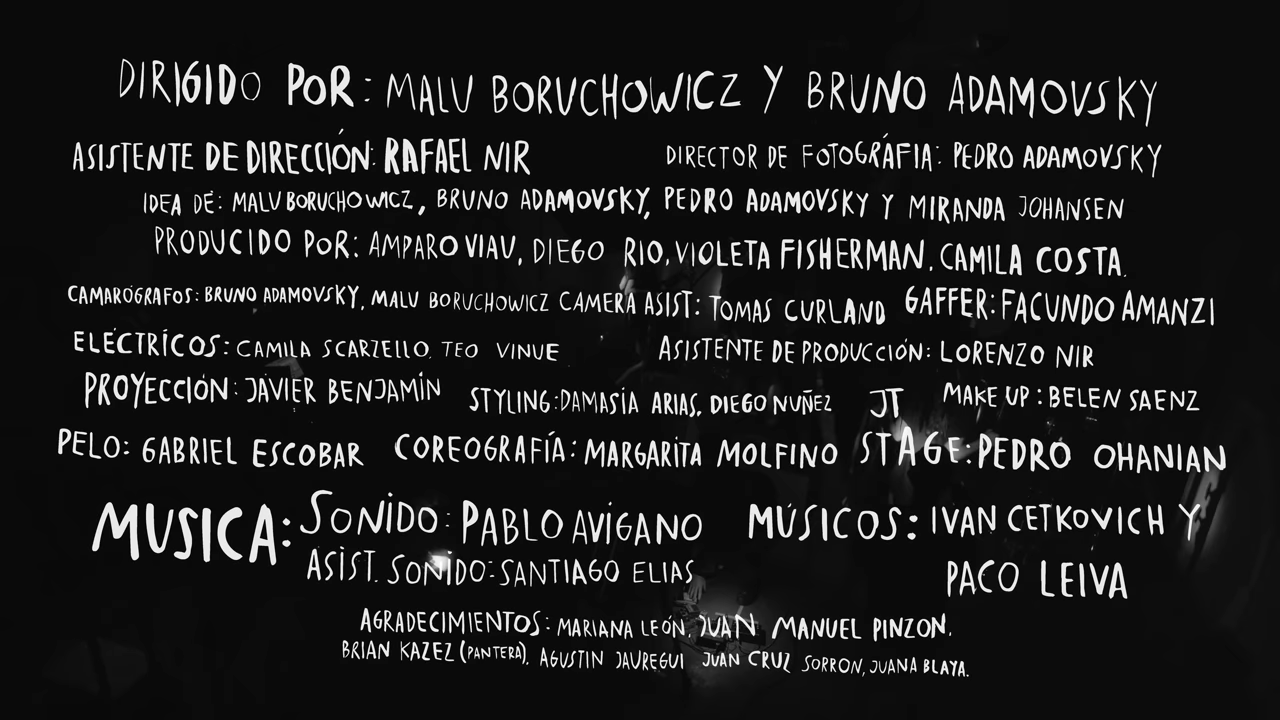 DIRIGIDO POR: MALU BORUCHOWICZ Y BRUNO ADAMOVSKY
ASISTENTE DE DIRECCIÓN: RAFAEL NIR DIRECTOR DE FOTOGRÁFIA: PEDRO ADAMOVSKY
IDEA DE: MALU BORUCHOWICZ, BRUNO ADAMOVSKY, PEDRO ADAMOVSKY Y MIRANDA JOHANSEN
PRODUCIDO POR: AMPARO VIAU, DIEGO RIO, VIOLETA FISHERMAN, CAMILA COSTA.
CAMARÓGRAFOS: BRUNO ADAMOVSKY, MALU BORUCHOWICZ CAMERA ASIST: TOMAS CURLAND GAFFER: FACUNDO AMANZI
ELÉCTRICOS: CAMILA SCARZELLO, TEO VINUE ASISTENTE DE PRODUCCIÓN: LORENZO NIR
PROYECCIÓN: JAVIER BENJAMÍN STYLING: DAMASÍA ARIAS, DIEGO NUÑEZ JT MAKE UP: BELEN SAENZ
PELO: GABRIEL ESCOBAR COREOGRAFÍA: MARGARITA MOLFINO STAGE: PEDRO OHANIAN
MUSICA: SONIDO: PABLO AVIGANO MÚSICOS: IVAN CETKOVICH Y
ASIST. SONIDO: SANTIAGO ELIAS PACO LEIVA
AGRADECIMIENTOS: MARIANA LEÓN, JUAN MANUEL PINZON,
BRIAN KAZEZ (PANTERA), AGUSTIN JAUREGUI JUAN CRUZ SORRON, JUANA BLAYA.